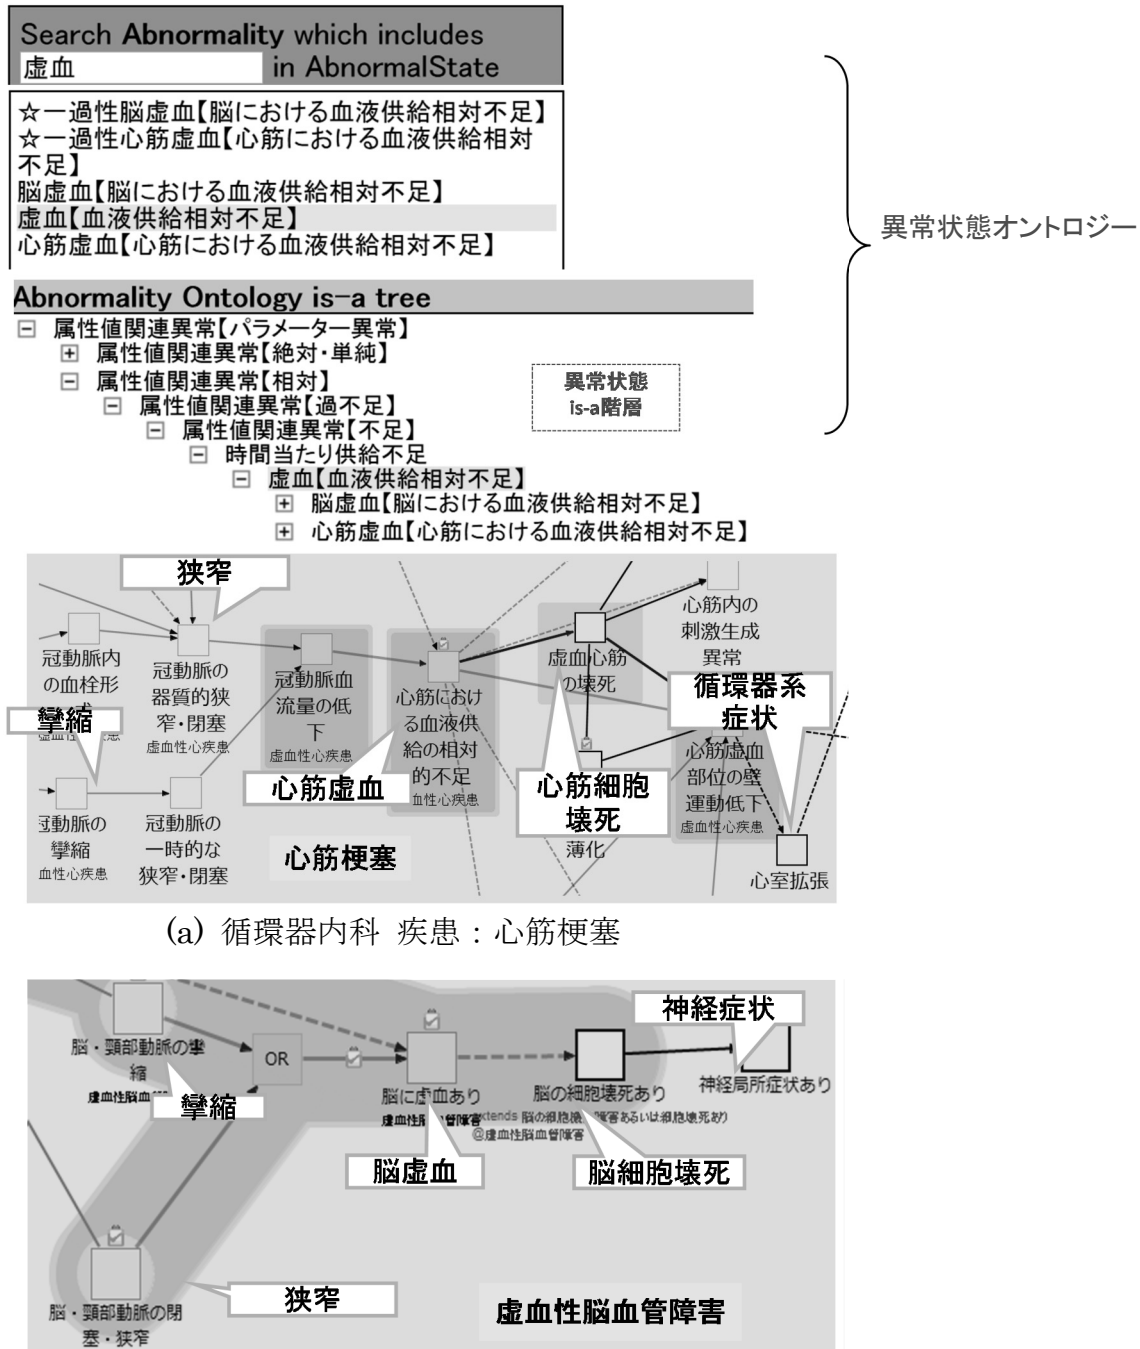 Search Abnormality which includes
虚血 in AbnormalState
☆一過性脳虚血【脳における血液供給相対不足】
☆一過性心筋虚血【心筋における血液供給相対
不足】
脳虚血【脳における血液供給相対不足】
虚血【血液供給相対不足】
心筋虚血【心筋における血液供給相対不足】
異常状態オントロジー
Abnormality Ontology is-a tree
属性値関連異常【パラメーター異常】
属性値関連異常【絶対・単純】
属性値関連異常【相対】
属性値関連異常【過不足】
属性値関連異常【不足】
時間当たり供給不足
虚血【血液供給相対不足】
脳虚血【脳における血液供給相対不足】
心筋虚血【心筋における血液供給相対不足】
異常状態
is-a階層
狭窄
冠動脈内
の血栓形
冠動脈の
器質的狭
窄・閉塞
虚血性心疾患
冠動脈血
流量の低
下
虚血性心疾患
心筋におけ
る血液供
給の相対
的不足
血性心疾患
虚血心筋
の壊死
心筋内の
刺激生成
異常
循環器系
症状
攣縮
心筋虚血
心筋細胞
壊死
薄化
心筋虚血
部位の壁
運動低下
虚血性心疾患
動脈の
攣縮
血性心疾患
冠動脈の
一時的な
狭窄・閉塞
心筋梗塞
心室拡張
(a) 循環器内科 疾患：心筋梗塞
神経症状
脳・頸部動脈の攣
縮
虚血性脳血
攣縮
OR
脳に虚血あり
虚血性脳血管障害
脳の細胞壊死あり
@虚血性脳血管障害
神経局所症状あり
脳虚血
脳細胞壊死
脳・頸部動脈の閉
塞・狭窄
狭窄
虚血性脳血管障害